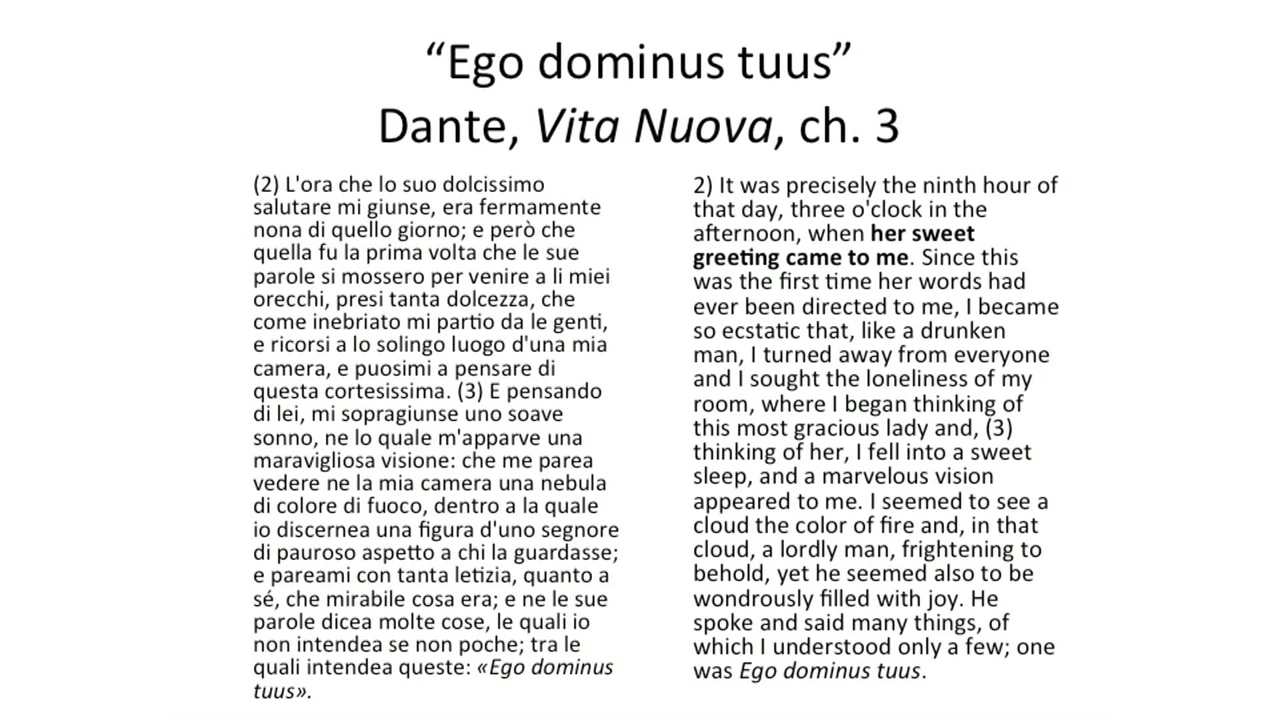 “Ego dominus tuus”
Dante, Vita Nuova, ch. 3
(2) L'ora che lo suo dolcissimo
salutare mi giunse, era fermamente
nona di quello giorno; e però che
quella fu la prima volta che le sue
parole si mossero per venire a li miei
orecchi, presi tanta dolcezza, che
come inebriato mi partio da le genti,
e ricorsi a lo solingo luogo d'una mia
camera, e puosimi a pensare di
questa cortesissima. (3) E pensando
di lei, mi sopragiunse uno soave
sonno, ne lo quale m'apparve una
maravigliosa visione: che me parea
vedere ne la mia camera una nebula
di colore di fuoco, dentro a la quale
io discernea una figura d'uno segnore
di pauroso aspetto a chi la guardasse;
e pareami con tanta letizia, quanto a
sé, che mirabile cosa era; e ne le sue
parole dicea molte cose, le quali io
non intendea se non poche; tra le
quali intendea queste: «Ego dominus
tuus».
2) It was precisely the ninth hour of
that day, three o'clock in the
afternoon, when her sweet
greeting came to me. Since this
was the first time her words had
ever been directed to me, I became
so ecstatic that, like a drunken
man, I turned away from everyone
and I sought the loneliness of my
room, where I began thinking of
this most gracious lady and, (3)
thinking of her, I fell into a sweet
sleep, and a marvelous vision
appeared to me. I seemed to see a
cloud the color of fire and, in that
cloud, a lordly man, frightening to
behold, yet he seemed also to be
wondrously filled with joy. He
spoke and said many things, of
which I understood only a few; one
was Ego dominus tuus.